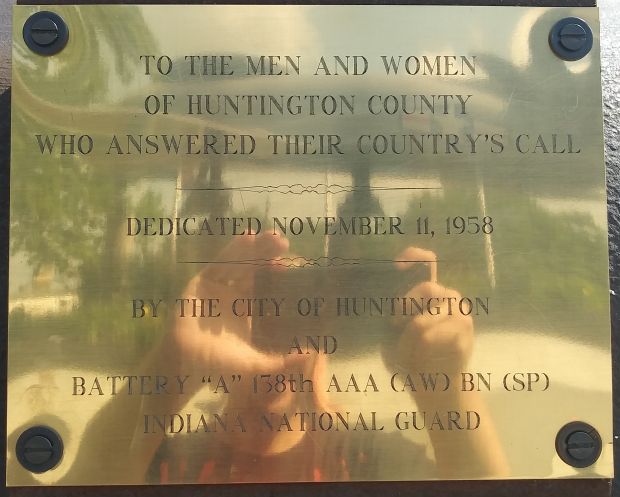 TO THE MEN AND WOMEN
OF HUNTINGTON COUNTY
WHO ANSWERED THEIR COUNTRY'S CALL
DEDICATED NOVEMBER 11, 1958
BY THE CITY OF HUNTINGTON
AND
BATTERY "A" 138th AAA (AW) BN (SP)
INDIANA NATIONAL GUARD